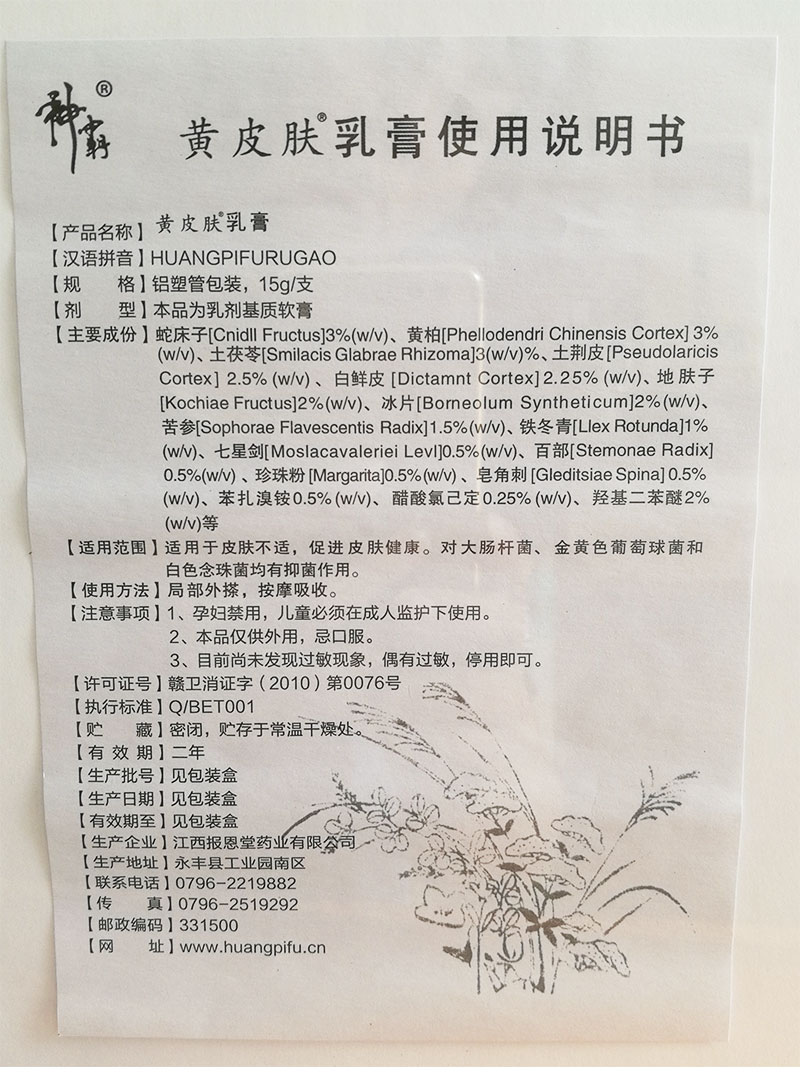 ®
黄皮肤®乳膏使用说明书
【产品名称】黄皮肤®乳膏
【汉语拼音】HUANGPIFURUGAO
【规 格】铝塑管包装，15g/支
【剂 型】本品为乳剂基质软膏
【主要成份】蛇床子[Cnidll Fructus]3%(w/v)、黄柏[Phellodendri Chinensis Cortex] 3%
(w/v)、土茯苓[Smilacis Glabrae Rhizoma]3(w/v)%、土荆皮[Pseudolaricis
Cortex] 2.5% (w/v) 、白鲜皮 [Dictamnt Cortex] 2.25% (w/v)、地肤子
[Kochiae Fructus]2%(w/v)、冰片[Borneolum Syntheticum]2%(w/v)、
苦参[Sophorae Flavescentis Radix]1.5%(w/v)、铁冬青[Llex Rotunda]1%
(w/v)、七星剑[Moslacavaleriei Levl]0.5%(w/v)、百部[Stemonae Radix]
0.5%(w/v) 、珍珠粉 [Margarita]0.5%(w/v) 、皂角刺 [Gleditsiae Spina] 0.5%
(w/v)、苯扎溴铵0.5% (w/v)、醋酸氯己定0.25% (w/v)、羟基二苯醚2%
(w/v)等
【适用范围】适用于皮肤不适，促进皮肤健康。对大肠杆菌、金黄色葡萄球菌和
白色念珠菌均有抑菌作用。
【使用方法】局部外搽，按摩吸收。
【注意事项】1、孕妇禁用，儿童必须在成人监护下使用。
2、本品仅供外用，忌口服。
3、目前尚未发现过敏现象，偶有过敏，停用即可。
【许可证号】赣卫消证字（2010）第0076号
【执行标准】Q/BET001
【贮 藏】密闭，贮存于常温干燥处。
【有 效 期】二年
【生产批号】见包装盒
【生产日期】见包装盒
【有效期至】见包装盒
【生产企业】江西报恩堂药业有限公司
【生产地址】永丰县工业园南区
【联系电话】0796-2219882
【传 真】0796-2519292
【邮政编码】331500
【网 址】www.huangpifu.cn